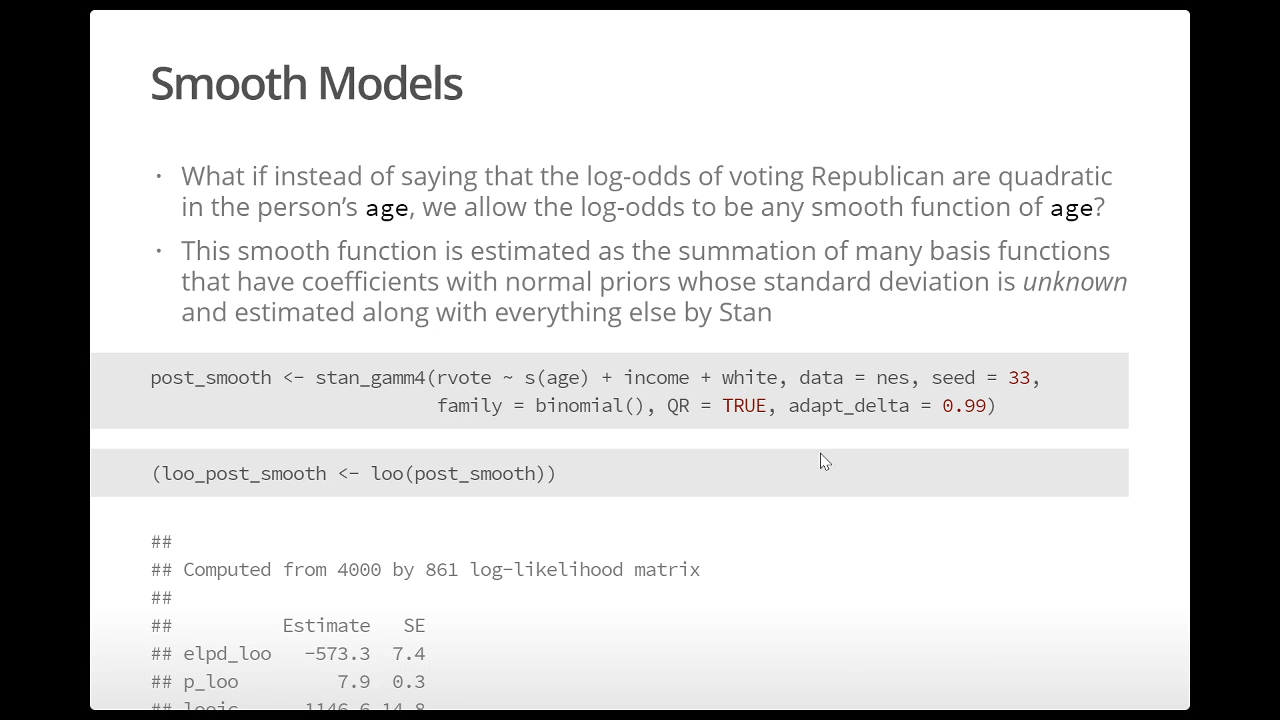 Smooth Models
· What if instead of saying that the log-odds of voting Republican are quadratic
in the person’s age, we allow the log-odds to be any smooth function of age?
· This smooth function is estimated as the summation of many basis functions
that have coefficients with normal priors whose standard deviation is unknown
and estimated along with everything else by Stan
post_smooth <- stan_gamm4(rvote ~ s(age) + income + white, data = nes, seed = 33,
family = binomial(), QR = TRUE, adapt_delta = 0.99)
(loo_post_smooth <- loo(post_smooth))
##
## Computed from 4000 by 861 log-likelihood matrix
##
## Estimate SE
## elpd_loo -573.3 7.4
## p_loo 7.9 0.3
## looic 1146.6 14.8